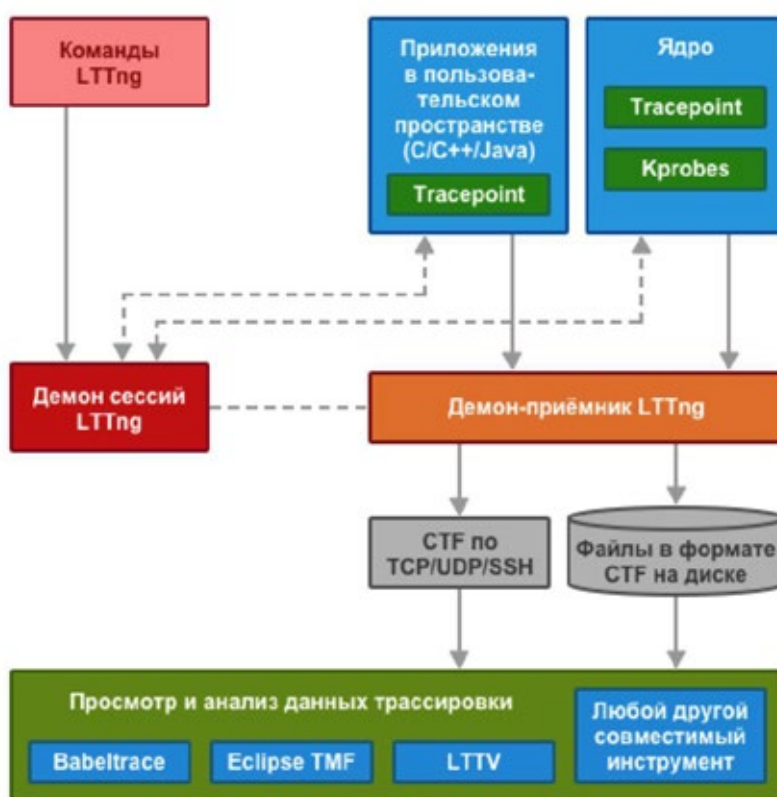 Команды
LTTng
Приложения
в пользова-
тельском
пространстве
(C/C++/Java)
Tracepoint
Ядро
Tracepoint
Kprobes
Демон сессий
LTTng
Демон-приёмник LTTng
CTF по
TCP/UDP/SSH
Файлы в формате
CTF на диске
Просмотр и анализ данных трассировки
Babeltrace
Eclipse TMF
LTTV
Любой другой
совместимый
инструмент